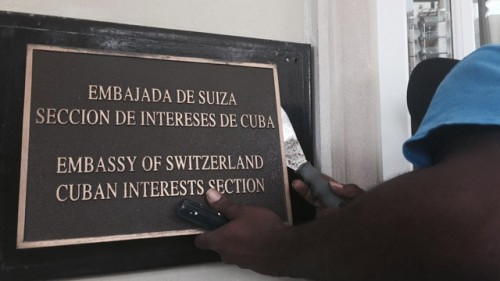 EMBAJADA DE SUIZA
SECCION DE INTERESES DE CUBA
EMBASSY OF SWITZERLAND
CUBAN INTERESTS SECTION